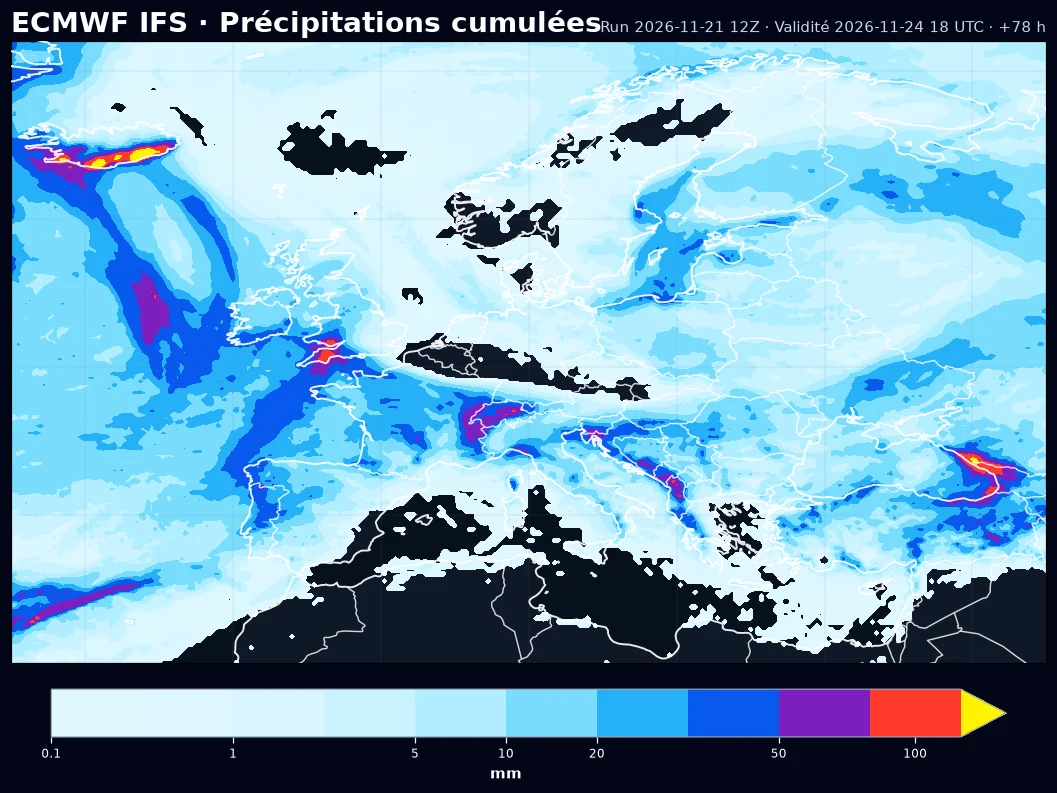 ECMWF IFS · Précipitations cumulées
Run 2026-11-21 12Z · Validité 2026-11-24 18 UTC · +78 h
0.1 1 5 10 20 50 100
mm